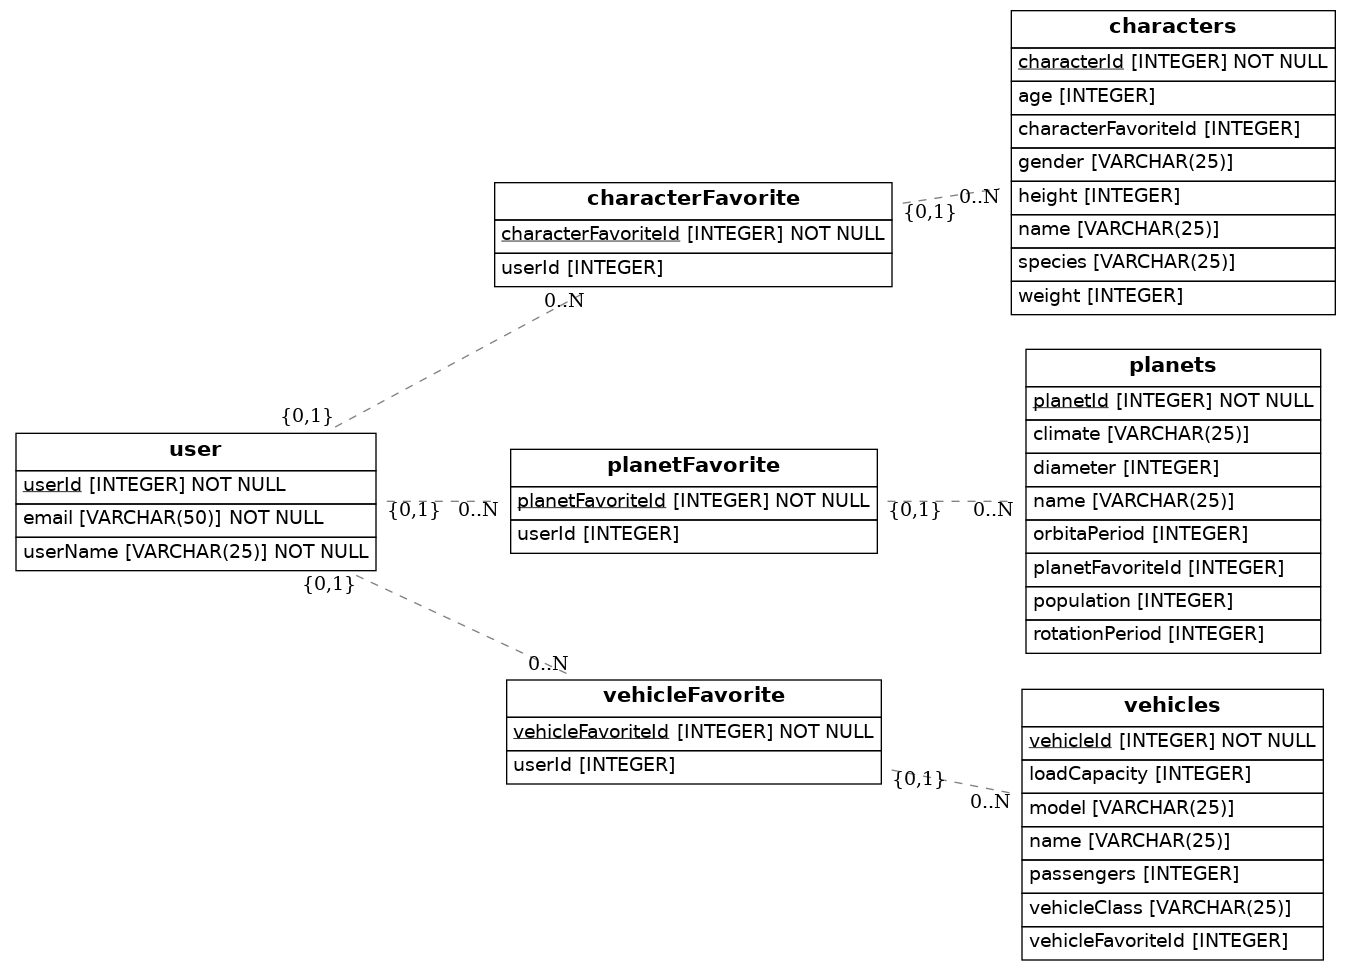 characters
characterId [INTEGER] NOT NULL
age [INTEGER]
characterFavoriteId [INTEGER]
gender [VARCHAR(25)]
height [INTEGER]
name [VARCHAR(25)]
species [VARCHAR(25)]
weight [INTEGER]
characterFavorite
characterFavoriteId [INTEGER] NOT NULL
userId [INTEGER]
0..N
{0,1}
0..N
{0,1}
user
userId [INTEGER] NOT NULL
email [VARCHAR(50)] NOT NULL
userName [VARCHAR(25)] NOT NULL
{0,1}
0..N
planetFavorite
planetFavoriteId [INTEGER] NOT NULL
userId [INTEGER]
{0,1}
0..N
planets
planetId [INTEGER] NOT NULL
climate [VARCHAR(25)]
diameter [INTEGER]
name [VARCHAR(25)]
orbitaPeriod [INTEGER]
planetFavoriteId [INTEGER]
population [INTEGER]
rotationPeriod [INTEGER]
{0,1}
0..N
vehicleFavorite
vehicleFavoriteId [INTEGER] NOT NULL
userId [INTEGER]
{0,1}
0..N
vehicles
vehicleId [INTEGER] NOT NULL
loadCapacity [INTEGER]
model [VARCHAR(25)]
name [VARCHAR(25)]
passengers [INTEGER]
vehicleClass [VARCHAR(25)]
vehicleFavoriteId [INTEGER]